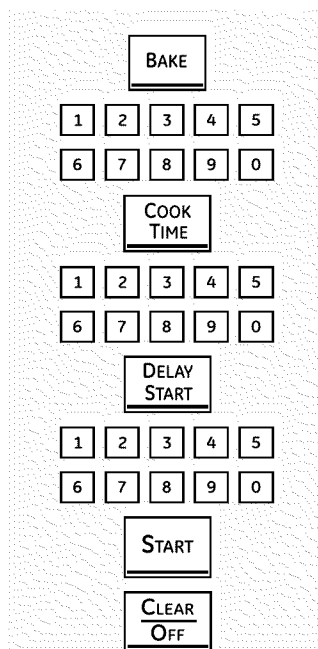 BAKE
1 2 3 4 5
6 7 8 9 0
COOK
TIME
1 2 3 4 5
6 7 8 9 0
DELAY
START
1 2 3 4 5
6 7 8 9 0
START
CLEAR
OFF